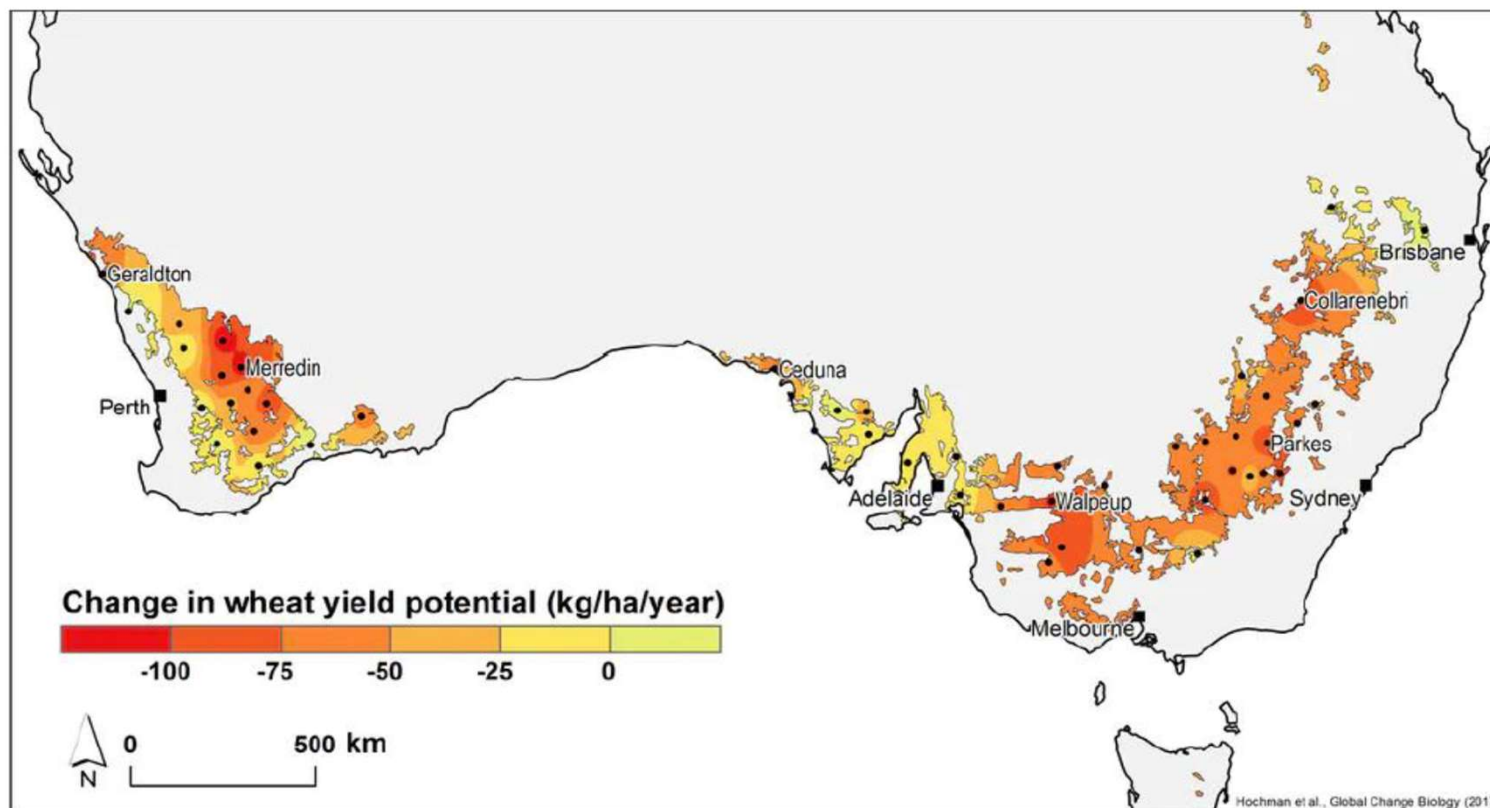 Brisbane
Geraldton
Collarenebri
Merredin
Ceduna
Perth
Parkes
Adelaide
Walpeup
Sydney
Change in wheat yield potential (kg/ha/year)
Melbourne
-100 -75 -50 -25 0
0 500 km
N
Hochman et al., Global Change Biology (201